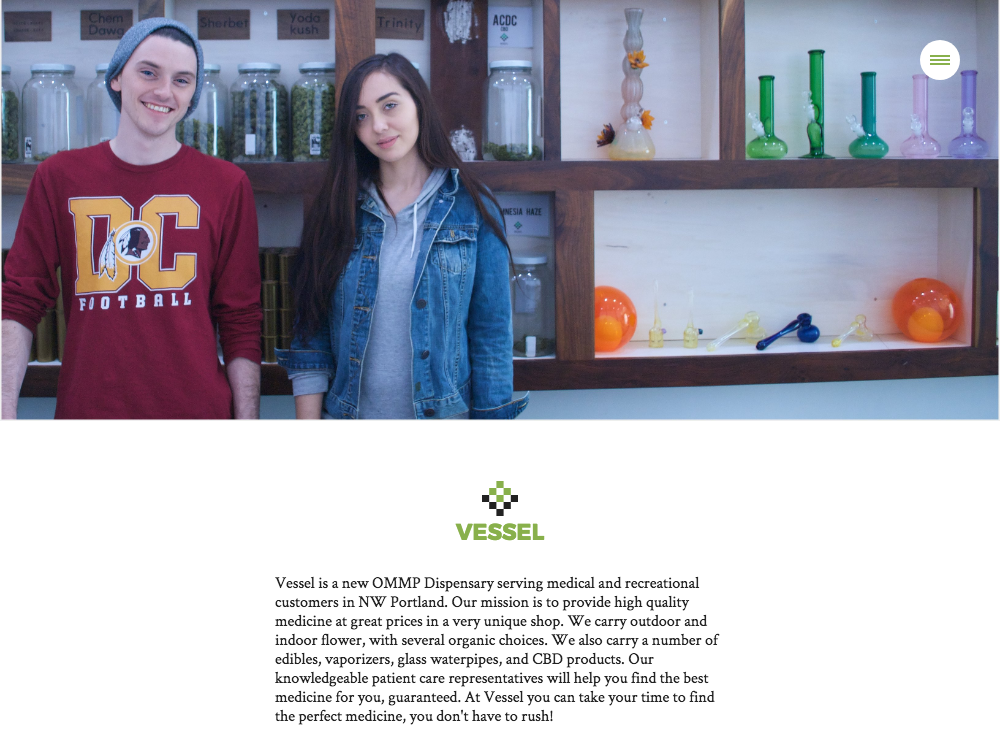 Chem
Dawg
Sherbet
Yoda
kush
Trinity
ACDC
CBD
DC
FOOTBALL
NESIA HAZE
VESSEL
Vessel is a new OMMP Dispensary serving medical and recreational
customers in NW Portland. Our mission is to provide high quality
medicine at great prices in a very unique shop. We carry outdoor and
indoor flower, with several organic choices. We also carry a number of
edibles, vaporizers, glass waterpipes, and CBD products. Our
knowledgeable patient care representatives will help you find the best
medicine for you, guaranteed. At Vessel you can take your time to find
the perfect medicine, you don't have to rush!